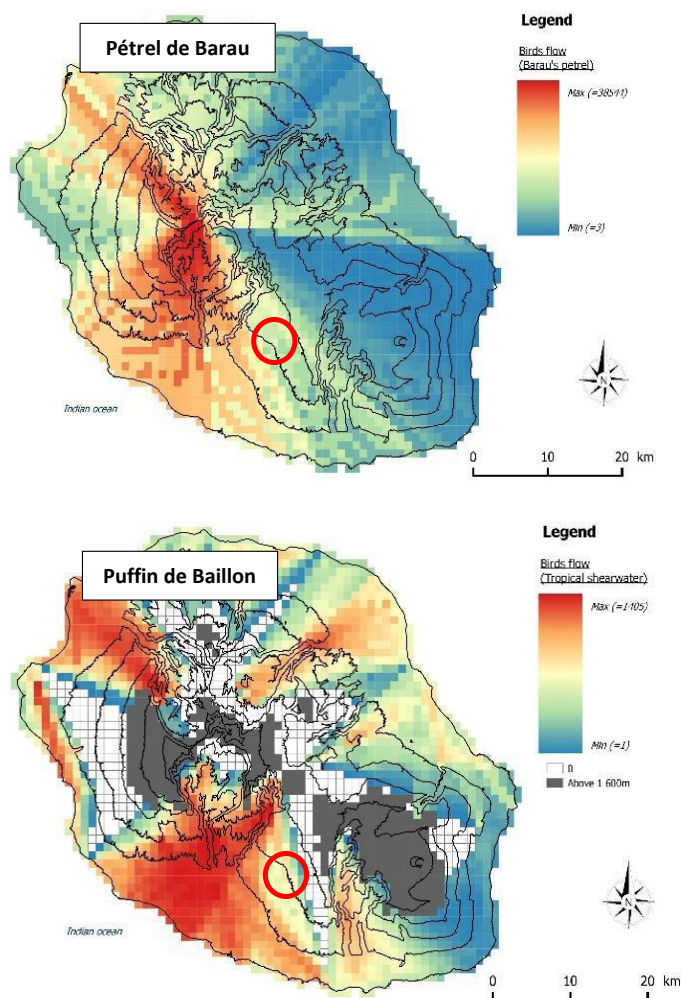 Pétrel de Barau
Legend
Birds flow
(Barau's petrel)
Max (=38544)
Min (=3)
Indian ocean
N
0 10 20 km
Puffin de Baillon
Legend
Birds flow
(Tropical shearwater)
Max (=1405)
Min (=1)
0
Above 1 600m
Indian ocean
N
0 10 20 km